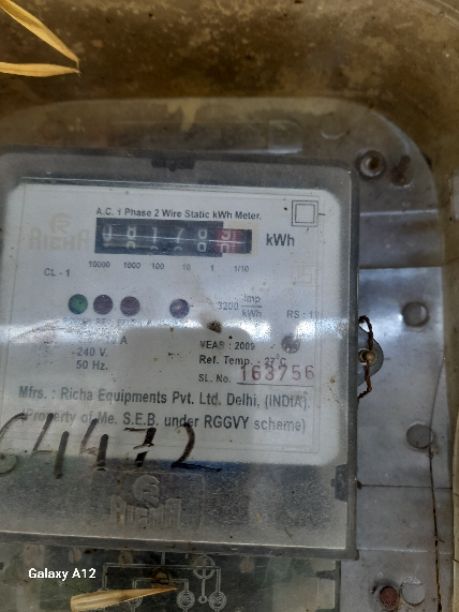 A.C. 1 Phase 2 Wire Static kWh Meter.
RICHA
kWh
10000 1000 100 10 1 1/10
CL - 1
3200 Imp/kWh
240 V.
50 Hz.
YEAR : 2009
Ref. Temp. 27°C
SL. No. 163756
Mfrs. : Richa Equipments Pvt. Ltd. Delhi, (INDIA).
(Property of Me. S.E.B. under RGGVY scheme)
RICHA
Galaxy A12